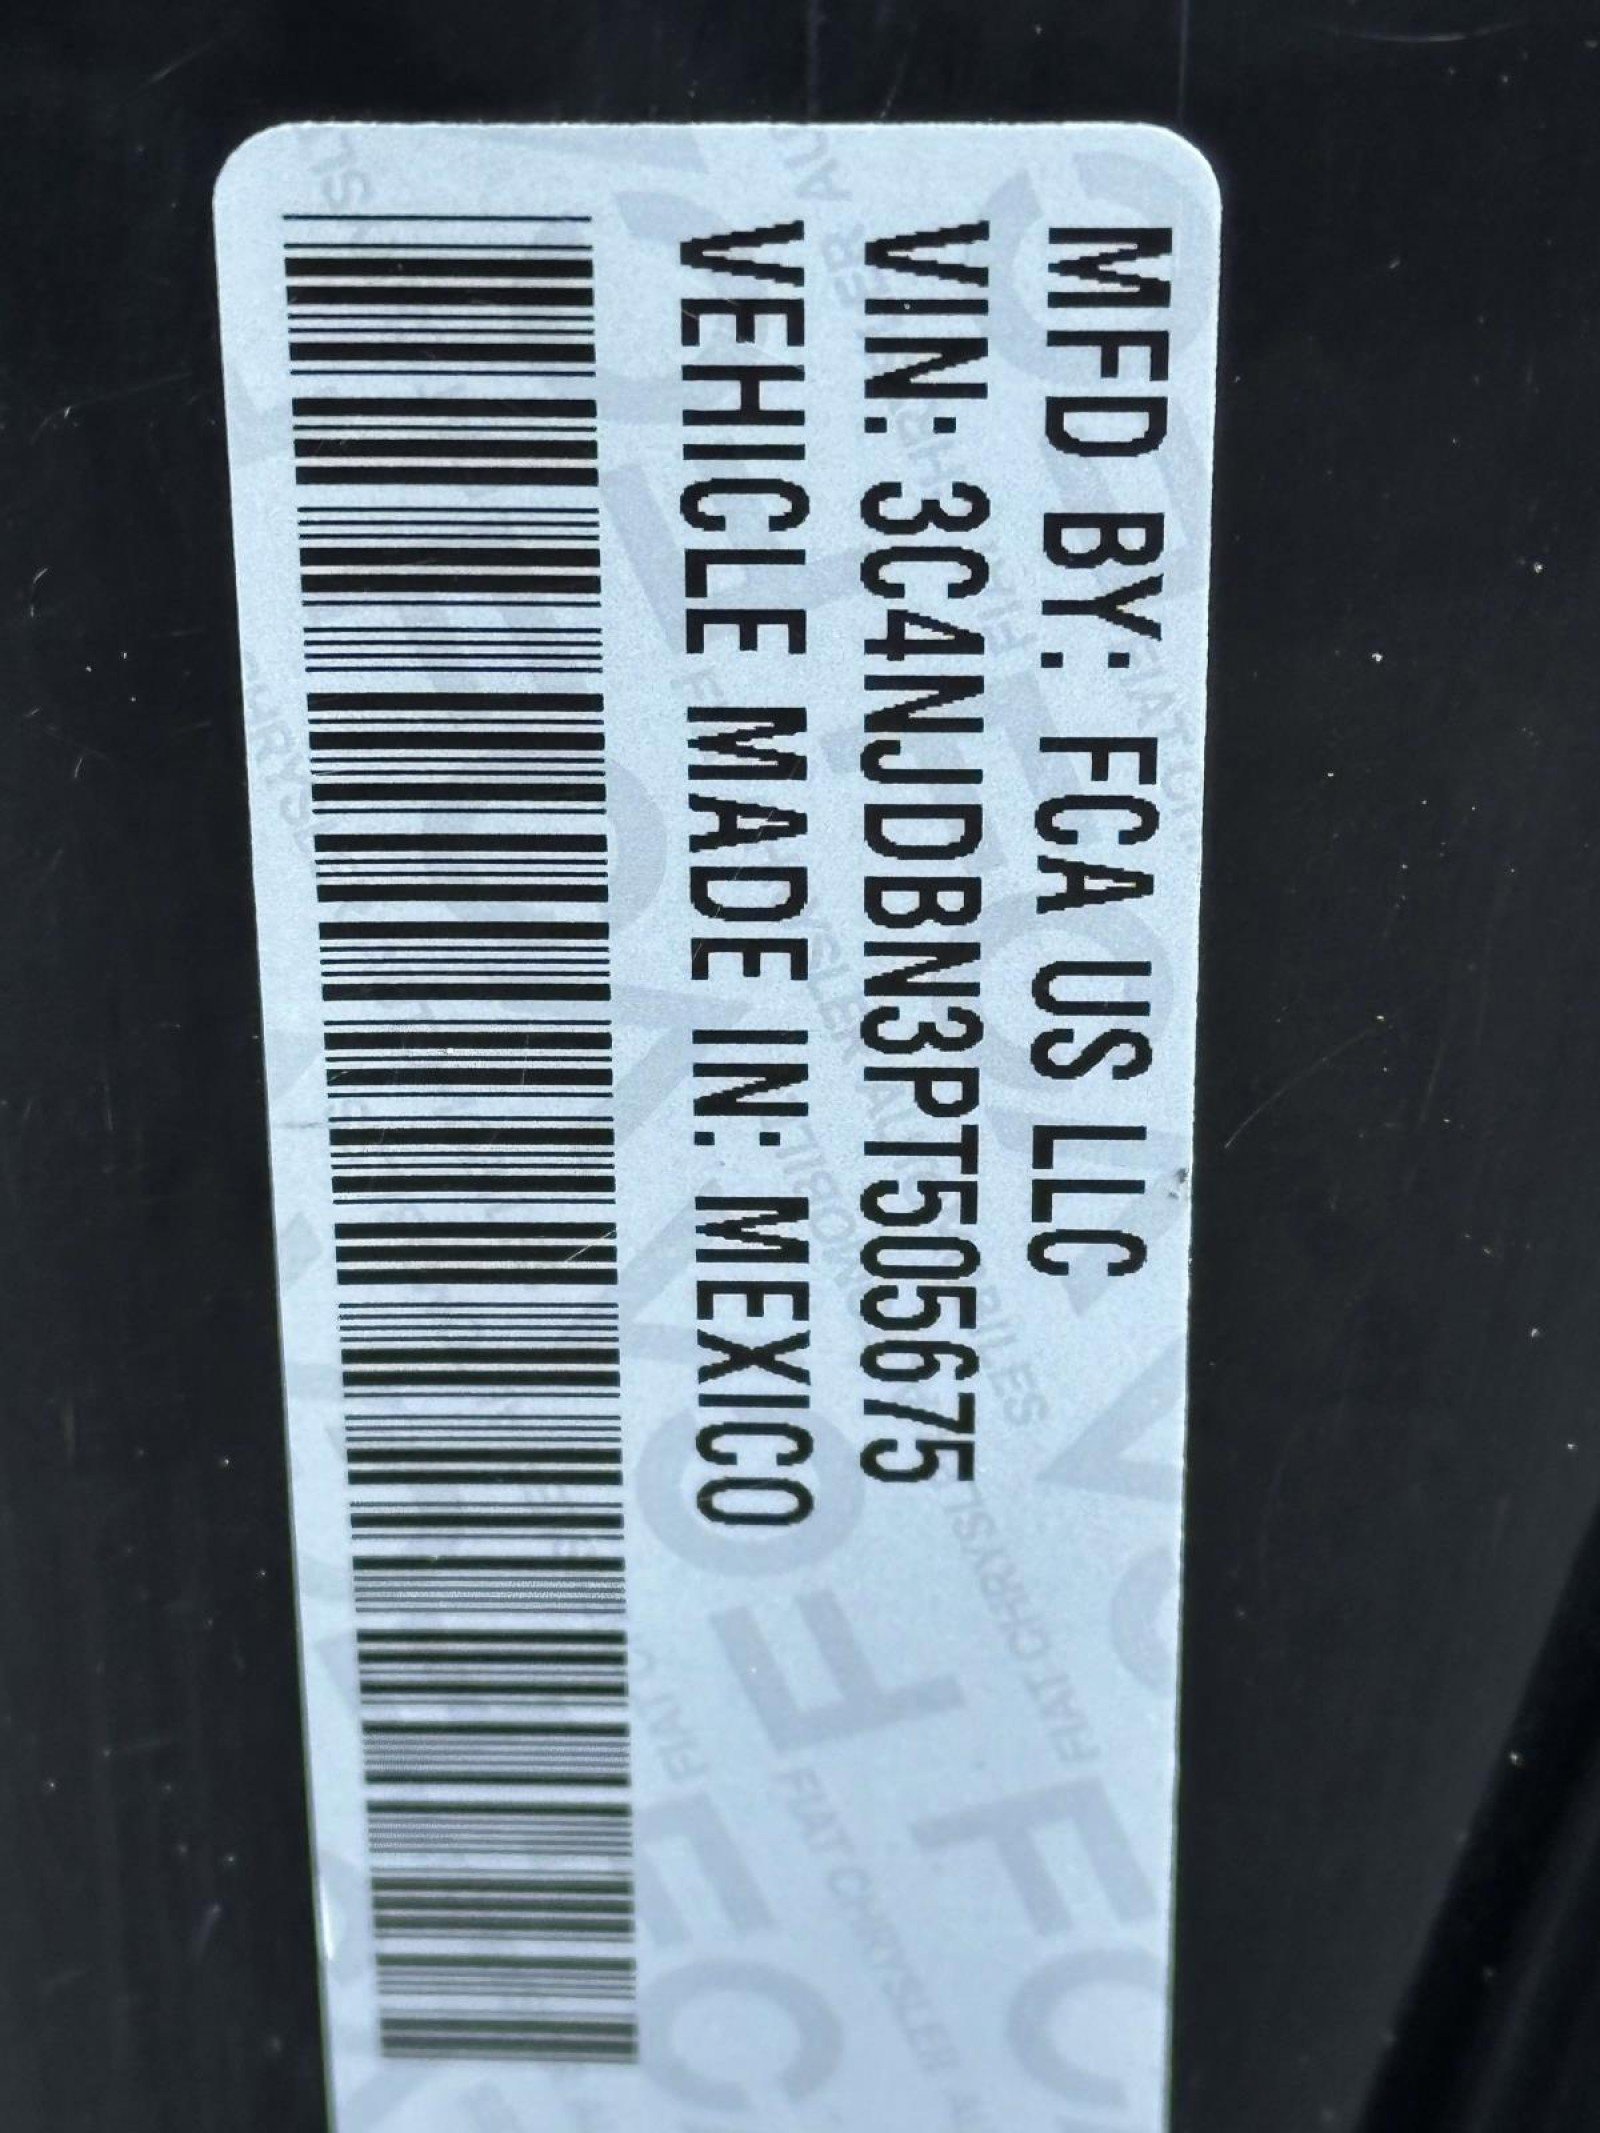 MFD BY: FCA US LLC
VIN: 3C4NJDBN3PT505675
VEHICLE MADE IN: MEXICO